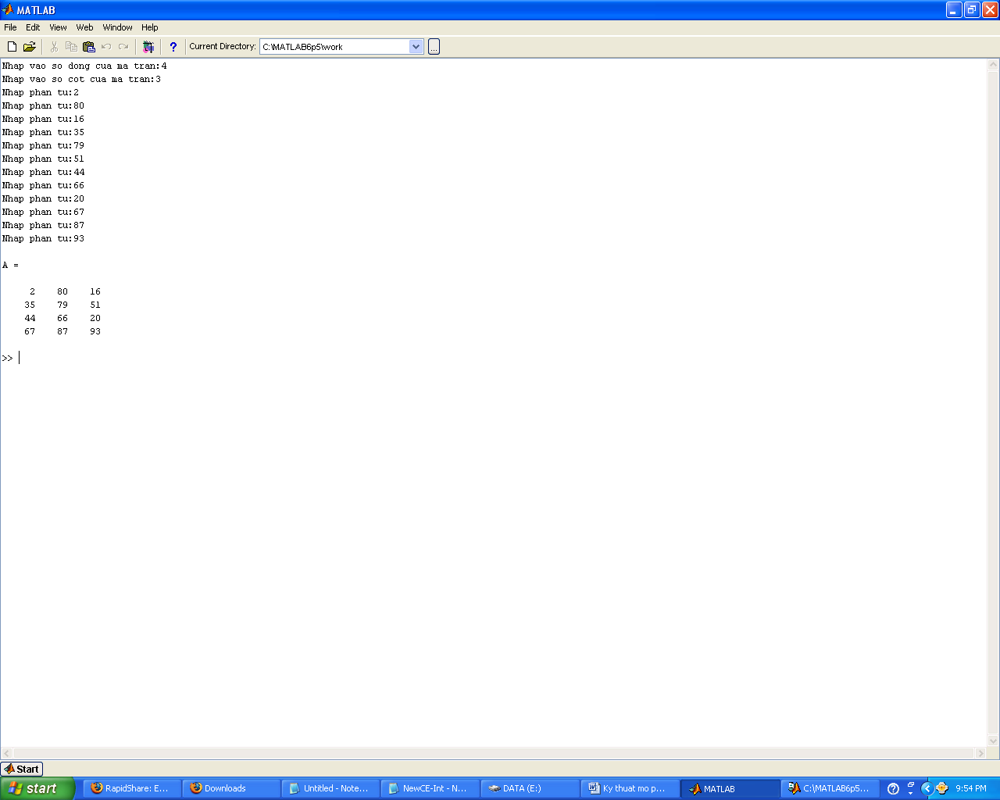 MATLAB
File Edit View Web Window Help
Current Directory: C:\MATLAB6p5\work ...
Nhap vao so dong cua ma tran:4
Nhap vao so cot cua ma tran:3
Nhap phan tu:2
Nhap phan tu:80
Nhap phan tu:16
Nhap phan tu:35
Nhap phan tu:79
Nhap phan tu:51
Nhap phan tu:44
Nhap phan tu:66
Nhap phan tu:20
Nhap phan tu:67
Nhap phan tu:87
Nhap phan tu:93
A =
2 80 16
35 79 51
44 66 20
67 87 93
>>
Start
start RapidShare: E... Downloads Untitled - Note... NewCE-Int - N... DATA (E:) Ky thuat mo p... MATLAB C:\MATLAB6p5... 9:54 PM